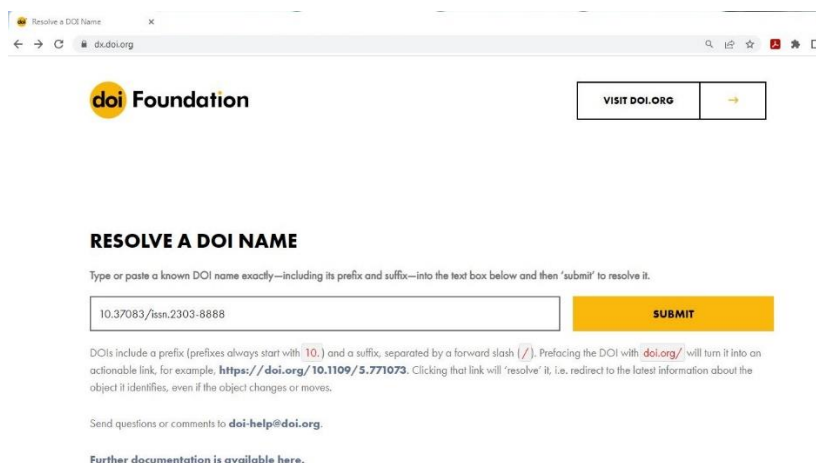 Resolve a DOI Name
dx.doi.org
doi Foundation
VISIT DOI.ORG →
RESOLVE A DOI NAME
Type or paste a known DOI name exactly—including its prefix and suffix—into the text box below and then 'submit' to resolve it.
10.37083/issn.2303-8888
SUBMIT
DOIs include a prefix (prefixes always start with 10.) and a suffix, separated by a forward slash (/). Prefacing the DOI with doi.org/ will turn it into an
actionable link, for example, https://doi.org/10.1109/5.771073. Clicking that link will 'resolve' it, i.e. redirect to the latest information about the
object it identifies, even if the object changes or moves.
Send questions or comments to doi-help@doi.org.
Further documentation is available here.